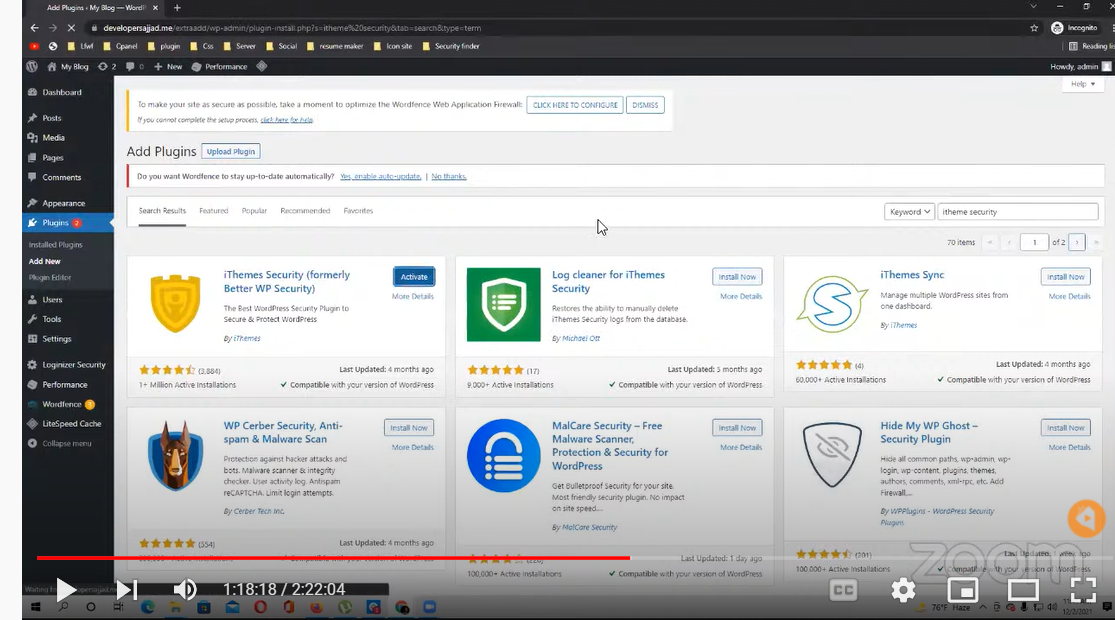 Add Plugins ‹ My Blog — Word
developersajjad.me/extraadd/wp-admin/plugin-install.php?s=itheme%20security&tab=search&type=term
Incognito
Lfwf
Cpanel
plugin
Css
Server
Social
resume maker
Icon site
Security finder
Reading
My Blog
2
0
New
Performance
Howdy, admin
Help
Dashboard
Posts
Media
Pages
Comments
Appearance
Plugins 2
Installed Plugins
Add New
Plugin Editor
Users
Tools
Settings
Loginizer Security
Performance
Wordfence
LiteSpeed Cache
Collapse menu
To make your site as secure as possible, take a moment to optimize the Wordfence Web Application Firewall:
CLICK HERE TO CONFIGURE
DISMISS
If you cannot complete the setup process, click here for help.
Add Plugins
Upload Plugin
Do you want Wordfence to stay up-to-date automatically? Yes, enable auto-update. | No thanks.
Search Results
Featured
Popular
Recommended
Favorites
Keyword
itheme security
70 items « ‹ 1 of 2 › »
iThemes Security (formerly
Better WP Security)
Activate
More Details
The Best WordPress Security Plugin to
Secure & Protect WordPress
By iThemes
(3,884)
1+ Million Active Installations
Last Updated: 4 months ago
Compatible with your version of WordPress
Log cleaner for iThemes
Security
Install Now
More Details
Restores the ability to manually delete
iThemes Security logs from the database.
By Michael Ott
(17)
9,000+ Active Installations
Last Updated: 5 months ago
Compatible with your version of WordPress
iThemes Sync
Install Now
More Details
Manage multiple WordPress sites from
one dashboard.
By iThemes
(4)
60,000+ Active Installations
Last Updated: 4 months ago
Compatible with your version of WordPress
WP Cerber Security, Anti-
spam & Malware Scan
Install Now
More Details
Protection against hacker attacks and
bots. Malware scanner & integrity
checker. User activity log. Antispam
reCAPTCHA. Limit login attempts.
By Cerber Tech Inc.
(554)
Last Updated: 4 months ago
Compatible with your version of WordPress
MalCare Security – Free
Malware Scanner,
Protection & Security for
WordPress
Install Now
More Details
Get Bulletproof Security for your site.
Most friendly security plugin. No impact
on site speed...
By MalCare Security
100,000+ Active Installations
Last Updated: 1 day ago
Compatible with your version of WordPress
Hide My WP Ghost –
Security Plugin
Install Now
More Details
Hide all common paths, wp-admin, wp-
login, wp-content, plugins, themes,
authors, comments, xml-rpc, etc. Add
Firewall....
By WPPlugins - WordPress Security
Plugins
(201)
100,000+ Active Installations
Compatible with your version of WordPress
zoom
1:18:18 / 2:22:04
CC
76°F Haze
12/2/2021